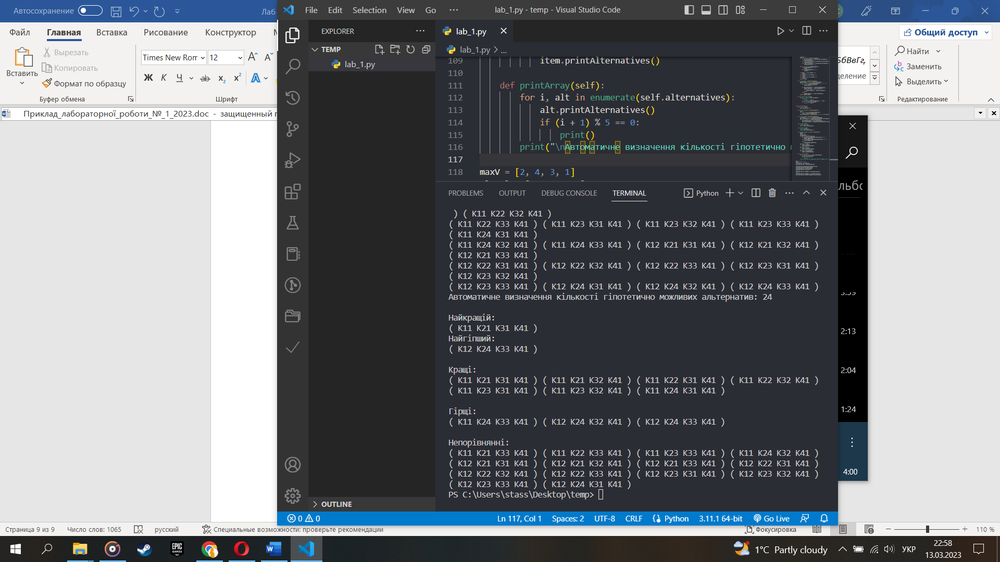 Автосохранение
Лаб
File Edit Selection View Go ··· lab_1.py - temp - Visual Studio Code
Файл Главная Вставка Рисование Конструктор
Общий доступ
Вставить
Вырезать
Копировать
Формат по образцу
Буфер обмена
Times New Ron 12
Ж К Ч ab x₂ x² A
Шрифт
БбВвГг,
деление
Найти
Заменить
Выделить
Редактирование
Приклад_лабораторної_роботи_№_1_2023.doc - защищенный п
EXPLORER
TEMP
lab_1.py
OUTLINE
lab_1.py
lab_1.py > ...
109 item.printAlternatives()
110
111 def printArray(self):
112 for i, alt in enumerate(self.alternatives):
113 alt.printAlternatives()
114 if (i + 1) % 5 == 0:
115 print()
116 print("\nАвтоматичне визначення кількості гіпотетично м
117
118 maxV = [2, 4, 3, 1]
PROBLEMS OUTPUT DEBUG CONSOLE TERMINAL Python
) ( K11 K22 K32 K41 )
( K11 K22 K33 K41 ) ( K11 K23 K31 K41 ) ( K11 K23 K32 K41 ) ( K11 K23 K33 K41 )
( K11 K24 K31 K41 )
( K11 K24 K32 K41 ) ( K11 K24 K33 K41 ) ( K12 K21 K31 K41 ) ( K12 K21 K32 K41 )
( K12 K21 K33 K41 )
( K12 K22 K31 K41 ) ( K12 K22 K32 K41 ) ( K12 K22 K33 K41 ) ( K12 K23 K31 K41 )
( K12 K23 K32 K41 )
( K12 K23 K33 K41 ) ( K12 K24 K31 K41 ) ( K12 K24 K32 K41 ) ( K12 K24 K33 K41 )
Автоматичне визначення кількості гіпотетично можливих альтернатив: 24
Найкращій:
( K11 K21 K31 K41 )
Найгіпший:
( K12 K24 K33 K41 )
Кращі:
( K11 K21 K31 K41 ) ( K11 K21 K32 K41 ) ( K11 K22 K31 K41 ) ( K11 K22 K32 K41 )
( K11 K23 K31 K41 ) ( K11 K23 K32 K41 ) ( K11 K24 K31 K41 )
Гірщі:
( K11 K24 K33 K41 ) ( K12 K24 K32 K41 ) ( K12 K24 K33 K41 )
Непорівнянні:
( K11 K21 K33 K41 ) ( K11 K22 K33 K41 ) ( K11 K23 K33 K41 ) ( K11 K24 K32 K41 )
( K12 K21 K31 K41 ) ( K12 K21 K32 K41 ) ( K12 K21 K33 K41 ) ( K12 K22 K31 K41 )
( K12 K22 K32 K41 ) ( K12 K22 K33 K41 ) ( K12 K23 K31 K41 ) ( K12 K23 K32 K41 )
( K12 K23 K33 K41 ) ( K12 K24 K31 K41 )
PS C:\Users\stass\Desktop\temp>
льбо
2:13
2:04
1:24
4:00
0 0 Ln 117, Col 1 Spaces: 2 UTF-8 CRLF Python 3.11.1 64-bit Go Live
Страница 9 из 9 Число слов: 1065 русский Специальные возможности: проверьте рекомендации Фокусировка 110 %
EPIC GAMES
1°C Partly cloudy УКР 22:58
13.03.2023